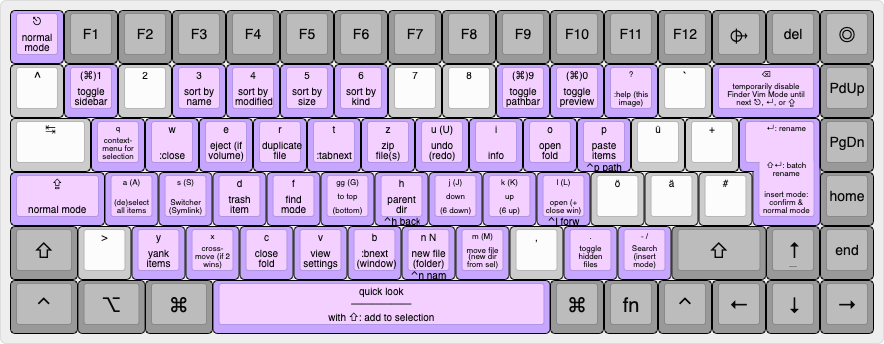 ⎋
normal
mode
F1
F2
F3
F4
F5
F6
F7
F8
F9
F10
F11
F12
del
◎
^
(⌘)1
toggle
sidebar
2
3
sort by
name
4
sort by
modified
5
sort by
size
6
sort by
kind
7
8
(⌘)9
toggle
pathbar
(⌘)0
toggle
preview
?
:help (this
image)
`
⌫
temporarily disable
Finder Vim Mode until
next ⎋, ↵, or ⇧
PdUp
↹
q
context-
menu for
selection
w
:close
e
eject (if
volume)
r
duplicate
file
t
:tabnext
z
zip
file(s)
u (U)
undo
(redo)
i
info
o
open
fold
p
paste
items
^p path
ü
+
↵: rename
⇧↵: batch
rename
insert mode:
confirm &
normal mode
PgDn
⇪
normal mode
a (A)
(de)select
all items
s (S)
Switcher
(Symlink)
d
trash
item
f
find
mode
gg (G)
to top
(bottom)
h
parent
dir
^h back
j (J)
down
(6 down)
k (K)
up
(6 up)
l (L)
open (+
close win)
^l forw
ö
ä
#
home
⇧
>
y
yank
items
x
cross-
move (if 2
wins)
c
close
fold
v
view
settings
b
:bnext
(window)
n N
new file
(folder)
^n nam
m (M)
move file
(new dir
from sel)
,
.
toggle
hidden
files
- /
Search
(insert
mode)
⇧
↑
end
^
⌥
⌘
quick look
with ⇧: add to selection
⌘
fn
^
←
↓
→